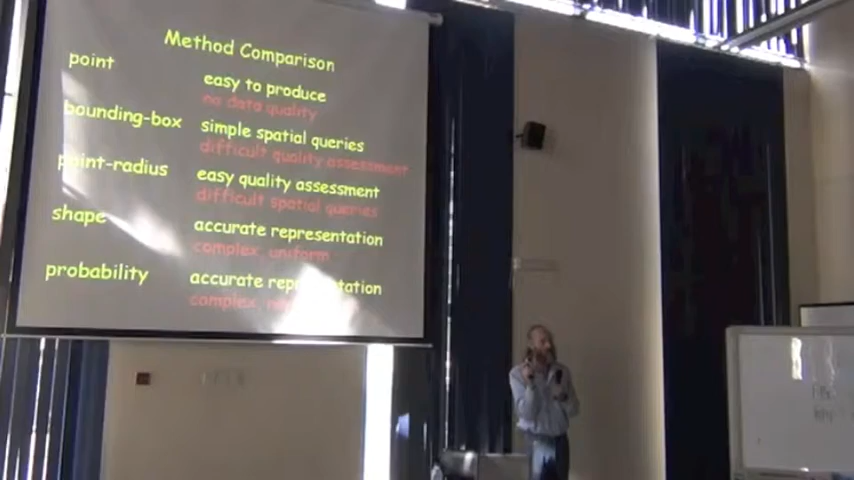 Method Comparison
point
easy to produce
no data quality
bounding-box
simple spatial queries
difficult quality assessment
point-radius
easy quality assessment
difficult spatial queries
shape
accurate representation
complex, uniform
probability
accurate representation
complex,